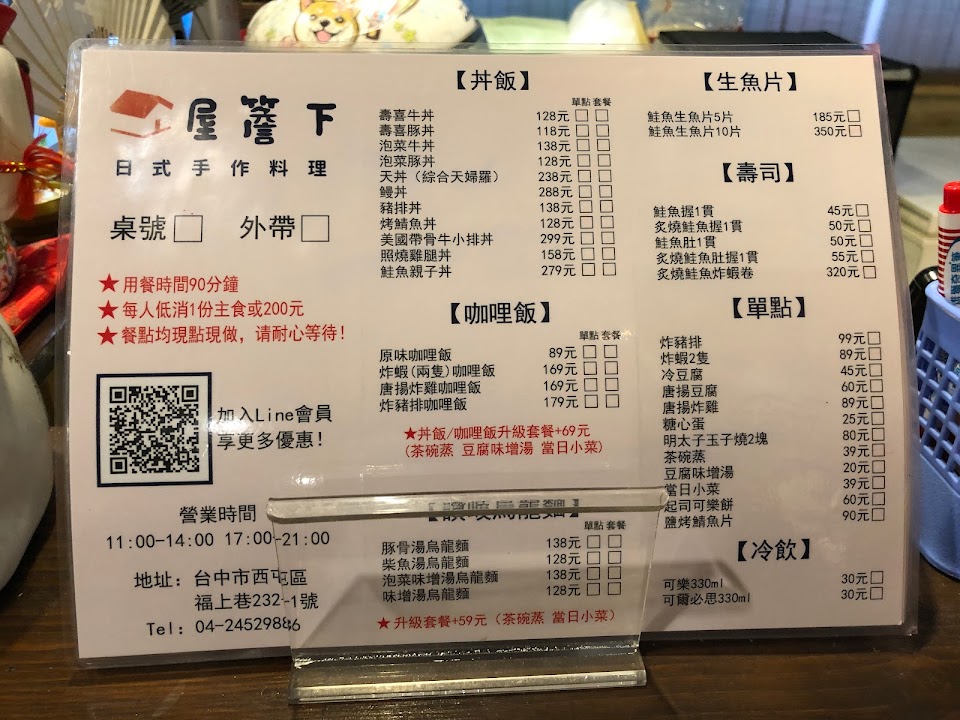 屋簷下
日式手作料理
桌號□ 外帶□
★用餐時間90分鐘
★每人低消1份主食或200元
★餐點均現點現做，请耐心等待!
加入Line會員
享更多優惠!
營業時間
11:00-14:00 17:00-21:00
地址：台中市西屯區
福上巷232-1號
Tel：04-24529886
【丼飯】
單點 套餐
壽喜牛丼 128元□□
壽喜豚丼 118元□□
泡菜牛丼 138元□□
泡菜豚丼 128元□□
天丼（綜合天婦羅） 238元□□
鰻丼 288元□□
豬排丼 138元□□
烤鯖魚丼 128元□□
美國帶骨牛小排丼 299元□□
照燒雞腿丼 158元□□
鮭魚親子丼 279元□□
【咖哩飯】
單點 套餐
原味咖哩飯 89元□□
炸蝦(兩隻)咖哩飯 169元□□
唐揚炸雞咖哩飯 169元□□
炸豬排咖哩飯 179元□□
★丼飯/咖哩飯升級套餐+69元
(茶碗蒸 豆腐味增湯 當日小菜)
烏龍麵】
單點 套餐
豚骨湯烏龍麵 138元□□
柴魚湯烏龍麵 128元□□
泡菜味增湯烏龍麵 138元□□
味增湯烏龍麵 128元□□
★升級套餐+59元（茶碗蒸 當日小菜）
【生魚片】
鮭魚生魚片5片 185元□
鮭魚生魚片10片 350元□
【壽司】
鮭魚握1貫 45元□
炙燒鮭魚握1貫 50元□
鮭魚肚1貫 50元□
炙燒鮭魚肚握1貫 55元□
炙燒鮭魚炸蝦卷 320元□
【單點】
炸豬排 99元□
炸蝦2隻 89元□
冷豆腐 45元□
唐揚豆腐 60元□
唐揚炸雞 89元□
糖心蛋 25元□
明太子玉子燒2塊 80元□
茶碗蒸 39元□
豆腐味增湯 20元□
當日小菜 39元□
起司可樂餅 60元□
鹽烤鯖魚片 90元□
【冷飲】
可樂330ml 30元□
可爾必思330ml 30元□